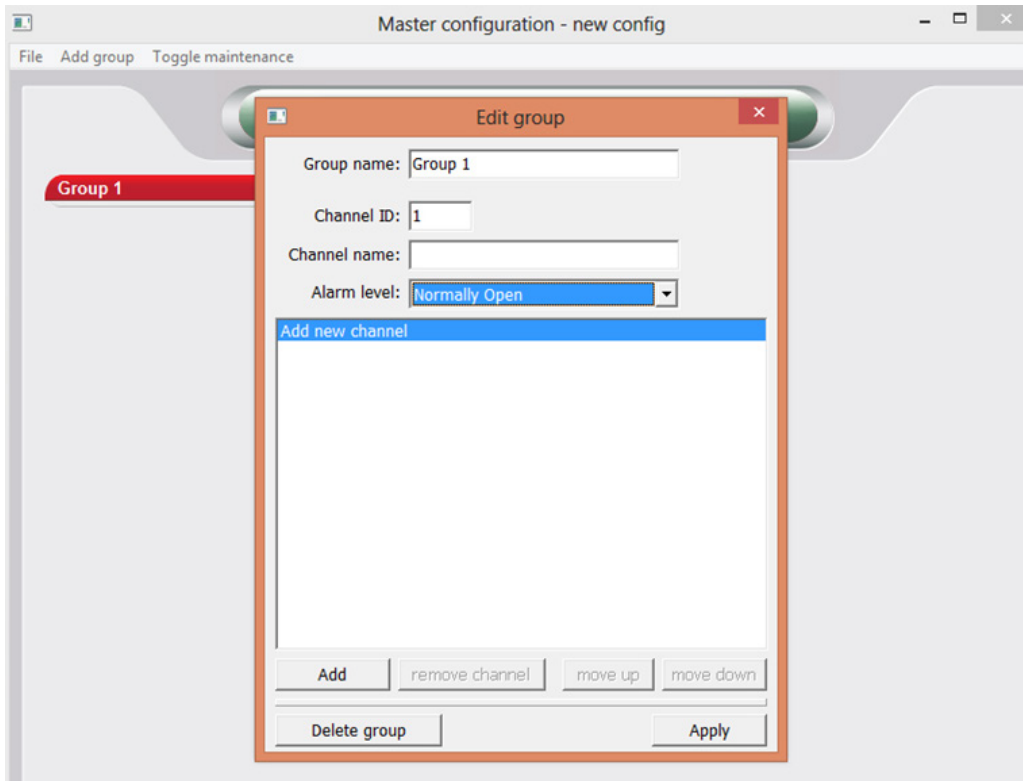 Master configuration - new config
File Add group Toggle maintenance
Edit group
Group name: Group 1
Group 1
Channel ID: 1
Channel name:
Alarm level: Normally Open
Add new channel
Add remove channel move up move down
Delete group Apply